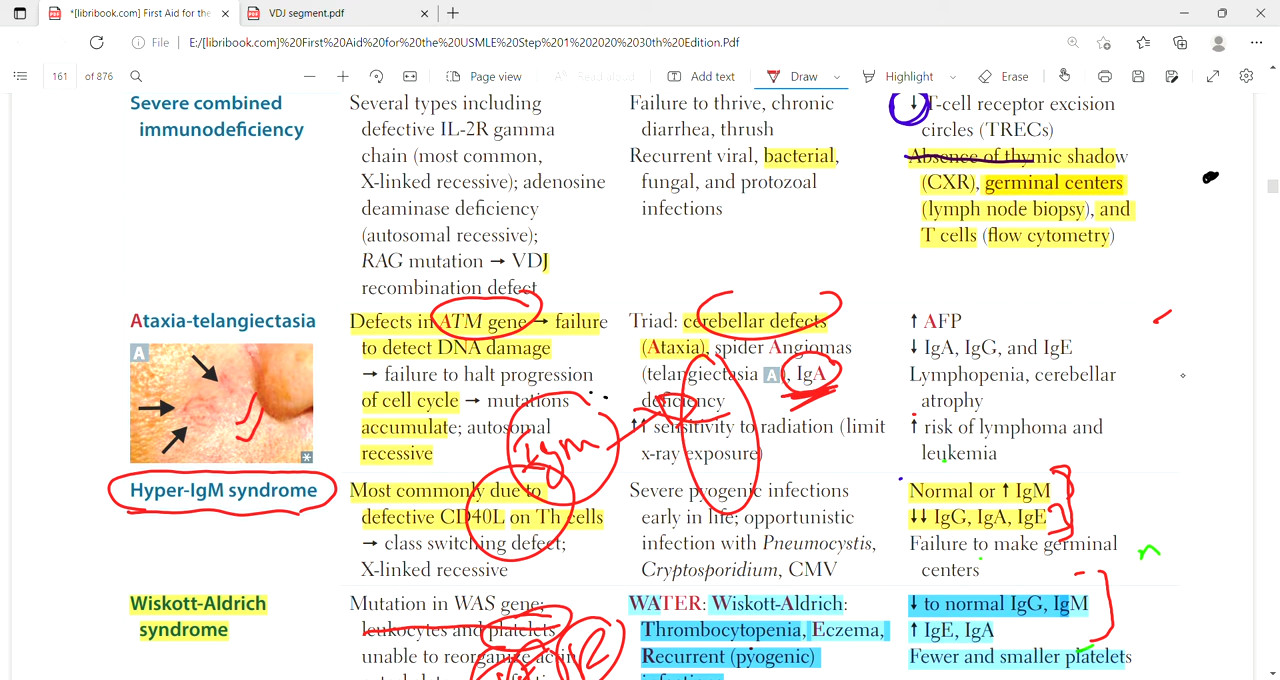 *[libribook.com] First Aid for the
VDJ segment.pdf
File
E:/[libribook.com]%20First%20Aid%20for%20the%20USMLE%20Step%201%202020%2030th%20Edition.Pdf
161 of 876
Page view
Read aloud
Add text
Draw
Highlight
Erase
Severe combined
immunodeficiency
Several types including
defective IL-2R gamma
chain (most common,
X-linked recessive); adenosine
deaminase deficiency
(autosomal recessive);
RAG mutation → VDJ
recombination defect
Failure to thrive, chronic
diarrhea, thrush
Recurrent viral, bacterial,
fungal, and protozoal
infections
↓ T-cell receptor excision
circles (TRECs)
Absence of thymic shadow
(CXR), germinal centers
(lymph node biopsy), and
T cells (flow cytometry)
Ataxia-telangiectasia
A
Defects in ATM gene → failure
to detect DNA damage
→ failure to halt progression
of cell cycle → mutations
accumulate; autosomal
recessive
Triad: cerebellar defects
(Ataxia), spider Angiomas
(telangiectasia A), IgA
deficiency
↑↑ sensitivity to radiation (limit
x-ray exposure)
↑ AFP
↓ IgA, IgG, and IgE
Lymphopenia, cerebellar
atrophy
↑ risk of lymphoma and
leukemia
Igm
Hyper-IgM syndrome
Most commonly due to
defective CD40L on Th cells
→ class switching defect;
X-linked recessive
Severe pyogenic infections
early in life; opportunistic
infection with Pneumocystis,
Cryptosporidium, CMV
Normal or ↑ IgM
↓↓ IgG, IgA, IgE
Failure to make germinal
centers
Wiskott-Aldrich
syndrome
Mutation in WAS gene;
leukocytes and platelets
unable to reorganize actin
WATER: Wiskott-Aldrich:
Thrombocytopenia, Eczema,
Recurrent (pyogenic)
↓ to normal IgG, IgM
↑ IgE, IgA
Fewer and smaller platelets